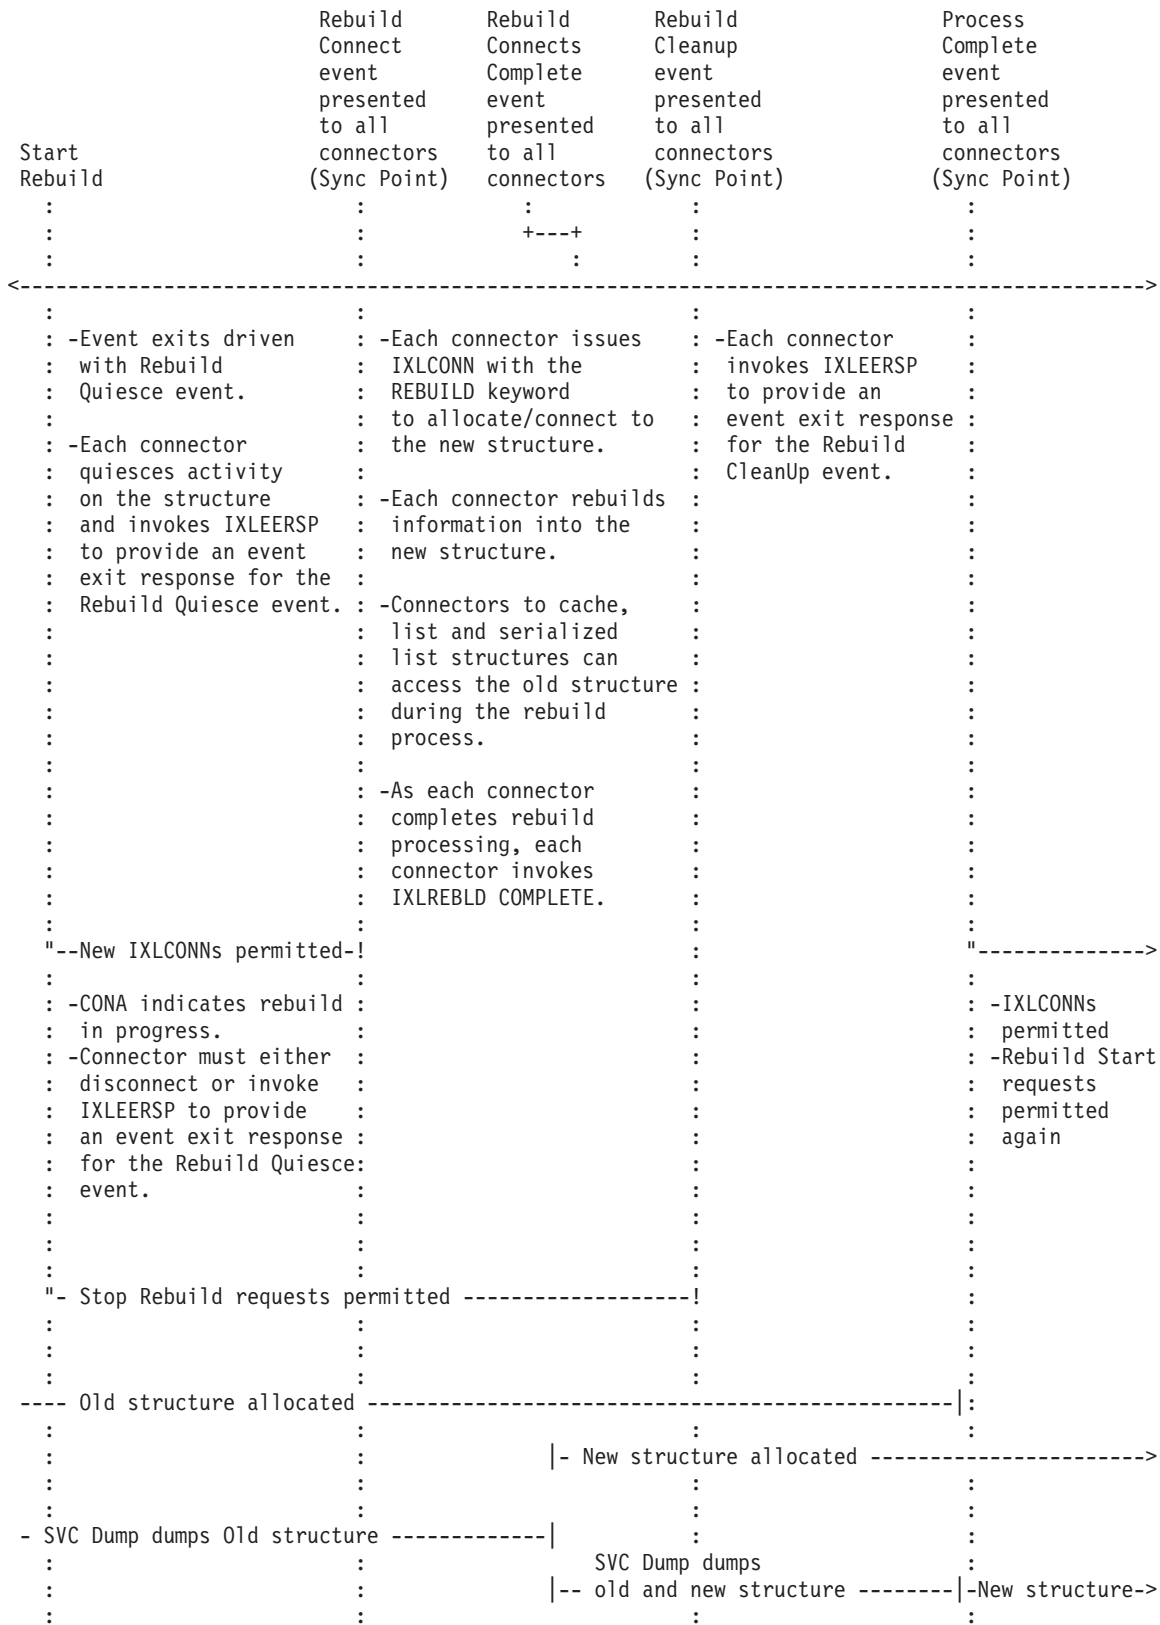 Rebuild       Rebuild       Rebuild                 Process
                          Connect       Connects      Cleanup                 Complete
                          event         Complete      event                   event
                          presented     event         presented               presented
                          to all        presented     to all                  to all
 Start                    connectors    to all        connectors              connectors
 Rebuild                 (Sync Point)   connectors   (Sync Point)            (Sync Point)
   :                         :             :             :                      :
   :                         :             +---+         :                      :
   :                         :                 :         :                      :
<----------------------------------------------------------------------------------------------->
   :                         :                           :                      :
   : -Event exits driven     : -Each connector issues    : -Each connector      :
   :  with Rebuild           :  IXLCONN with the         :  invokes IXLEERSP    :
   :  Quiesce event.         :  REBUILD keyword          :  to provide an       :
   :                         :  to allocate/connect to   :  event exit response :
   : -Each connector         :  the new structure.       :  for the Rebuild     :
   :  quiesces activity      :                           :  CleanUp event.      :
   :  on the structure       : -Each connector rebuilds  :                      :
   :  and invokes IXLEERSP   :  information into the     :                      :
   :  to provide an event    :  new structure.           :                      :
   :  exit response for the  :                           :                      :
   :  Rebuild Quiesce event. : -Connectors to cache,     :                      :
   :                         :  list and serialized      :                      :
   :                         :  list structures can      :                      :
   :                         :  access the old structure :                      :
   :                         :  during the rebuild       :                      :
   :                         :  process.                 :                      :
   :                         :                           :                      :
   :                         : -As each connector        :                      :
   :                         :  completes rebuild        :                      :
   :                         :  processing, each         :                      :
   :                         :  connector invokes        :                      :
   :                         :  IXLREBLD COMPLETE.       :                      :
   :                         :                           :                      :
   "--New IXLCONNs permitted-!                           :                      "-------------->
   :                         :                           :                      :
   : -CONA indicates rebuild :                           :                      : -IXLCONNs
   :  in progress.           :                           :                      :  permitted
   : -Connector must either  :                           :                      : -Rebuild Start
   :  disconnect or invoke   :                           :                      :  requests
   :  IXLEERSP to provide    :                           :                      :  permitted
   :  an event exit response :                           :                      :  again
   :  for the Rebuild Quiesce:                           :                      :
   :  event.                 :                           :                      :
   :                         :                           :                      :
   :                         :                           :                      :
   :                         :                           :                      :
   "- Stop Rebuild requests permitted -------------------!                      :
   :                         :                           :                      :
   :                         :                           :                      :
   :                         :                           :                      :
 ---- Old structure allocated -------------------------------------------------|:
   :                         :                           :                      :
   :                         :               |- New structure allocated ----------------------->
   :                         :                           :                      :
   :                         :                           :                      :
 - SVC Dump dumps Old structure -------------|           :                      :
   :                         :                   SVC Dump dumps                 :
   :                         :               |-- old and new structure --------|-New structure->
   :                         :                           :                      :